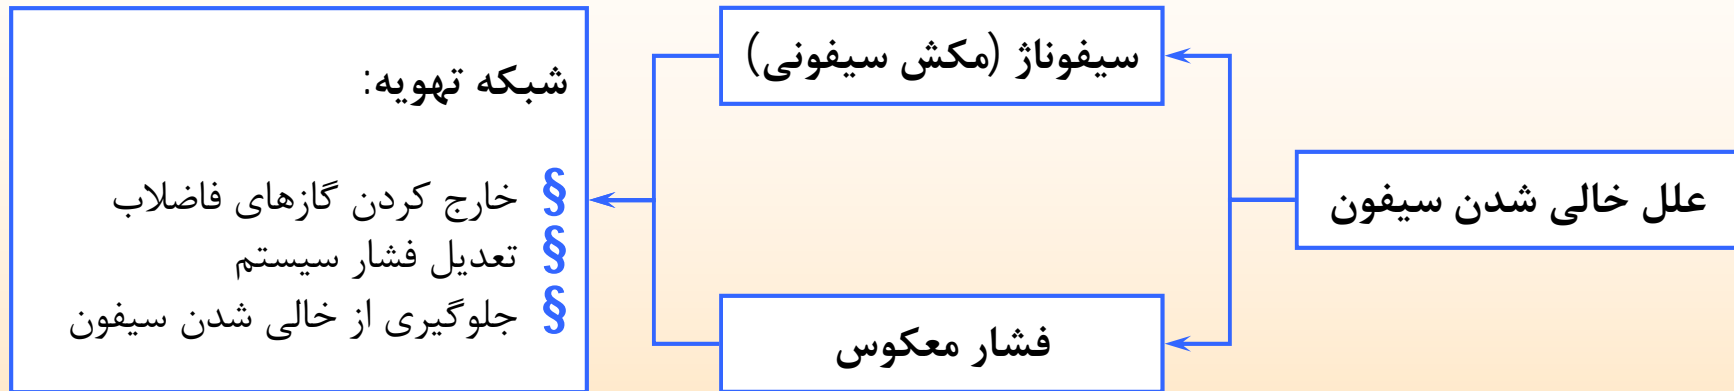 علل خالی شدن سیفون
سیفوناژ (مکش سیفونی)
فشار معکوس
شبکه تهویه:
§ خارج کردن گازهای فاضلاب
§ تعدیل فشار سیستم
§ جلوگیری از خالی شدن سیفون